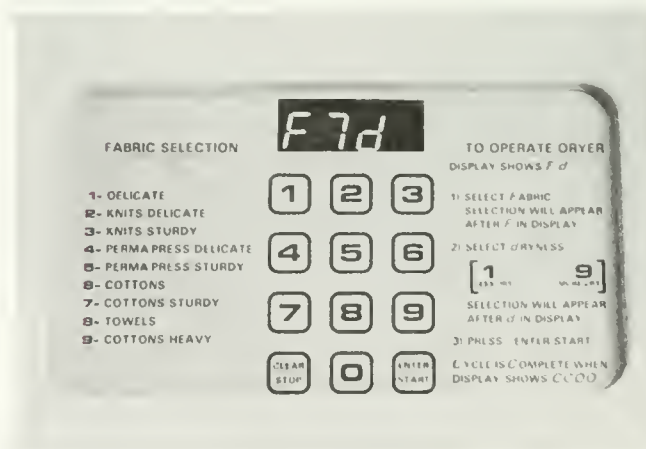 F7d
FABRIC SELECTION
1- DELICATE
2- KNITS DELICATE
3- KNITS STURDY
4- PERMA PRESS DELICATE
5- PERMA PRESS STURDY
6- COTTONS
7- COTTONS STURDY
8- TOWELS
9- COTTONS HEAVY
1 2 3
4 5 6
7 8 9
CLEAR
STOP
0
ENTER
START
TO OPERATE DRYER
DISPLAY SHOWS F d
1) SELECT FABRIC
SELECTION WILL APPEAR
AFTER F IN DISPLAY
2) SELECT dRYNESS
[1 9]
SELECTION WILL APPEAR
AFTER d IN DISPLAY
3) PRESS ENTER START
CYCLE IS COMPLETE WHEN
DISPLAY SHOWS CCOO